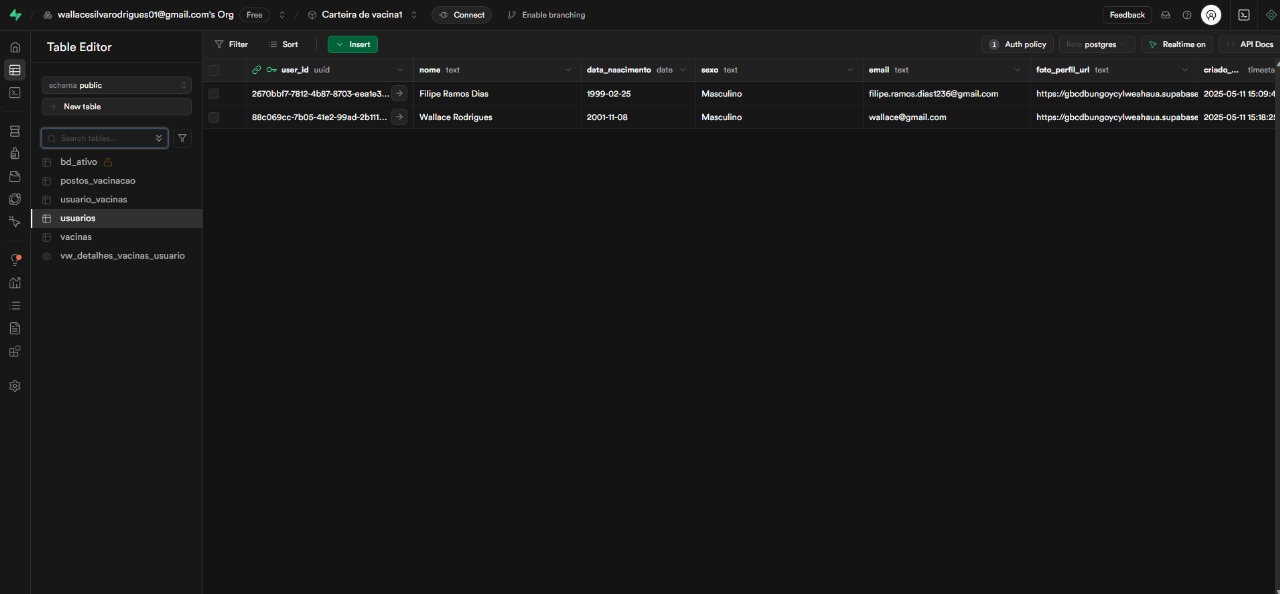 wallacesilvarodrigues01@gmail.com's Org Free Carteira de vacina1 Connect Enable branching Feedback
Table Editor
Filter Sort Insert 1 Auth policy Role postgres Realtime on API Docs
schema public
New table
Search tables...
bd_ativo
postos_vacinacao
usuario_vacinas
usuarios
vacinas
vw_detalhes_vacinas_usuario
user_id uuid nome text data_nascimento date sexo text email text foto_perfil_url text criado_... timesta
2670bbf7-7812-4b87-8703-eea1e3... Filipe Ramos Dias 1999-02-25 Masculino filipe.ramos.dias1236@gmail.com https://gbcdbungoycylweahaua.supabase 2025-05-11 15:09:4
88c069cc-7b05-41e2-99ad-2b111... Wallace Rodrigues 2001-11-08 Masculino wallace@gmail.com https://gbcdbungoycylweahaua.supabase 2025-05-11 15:18:25